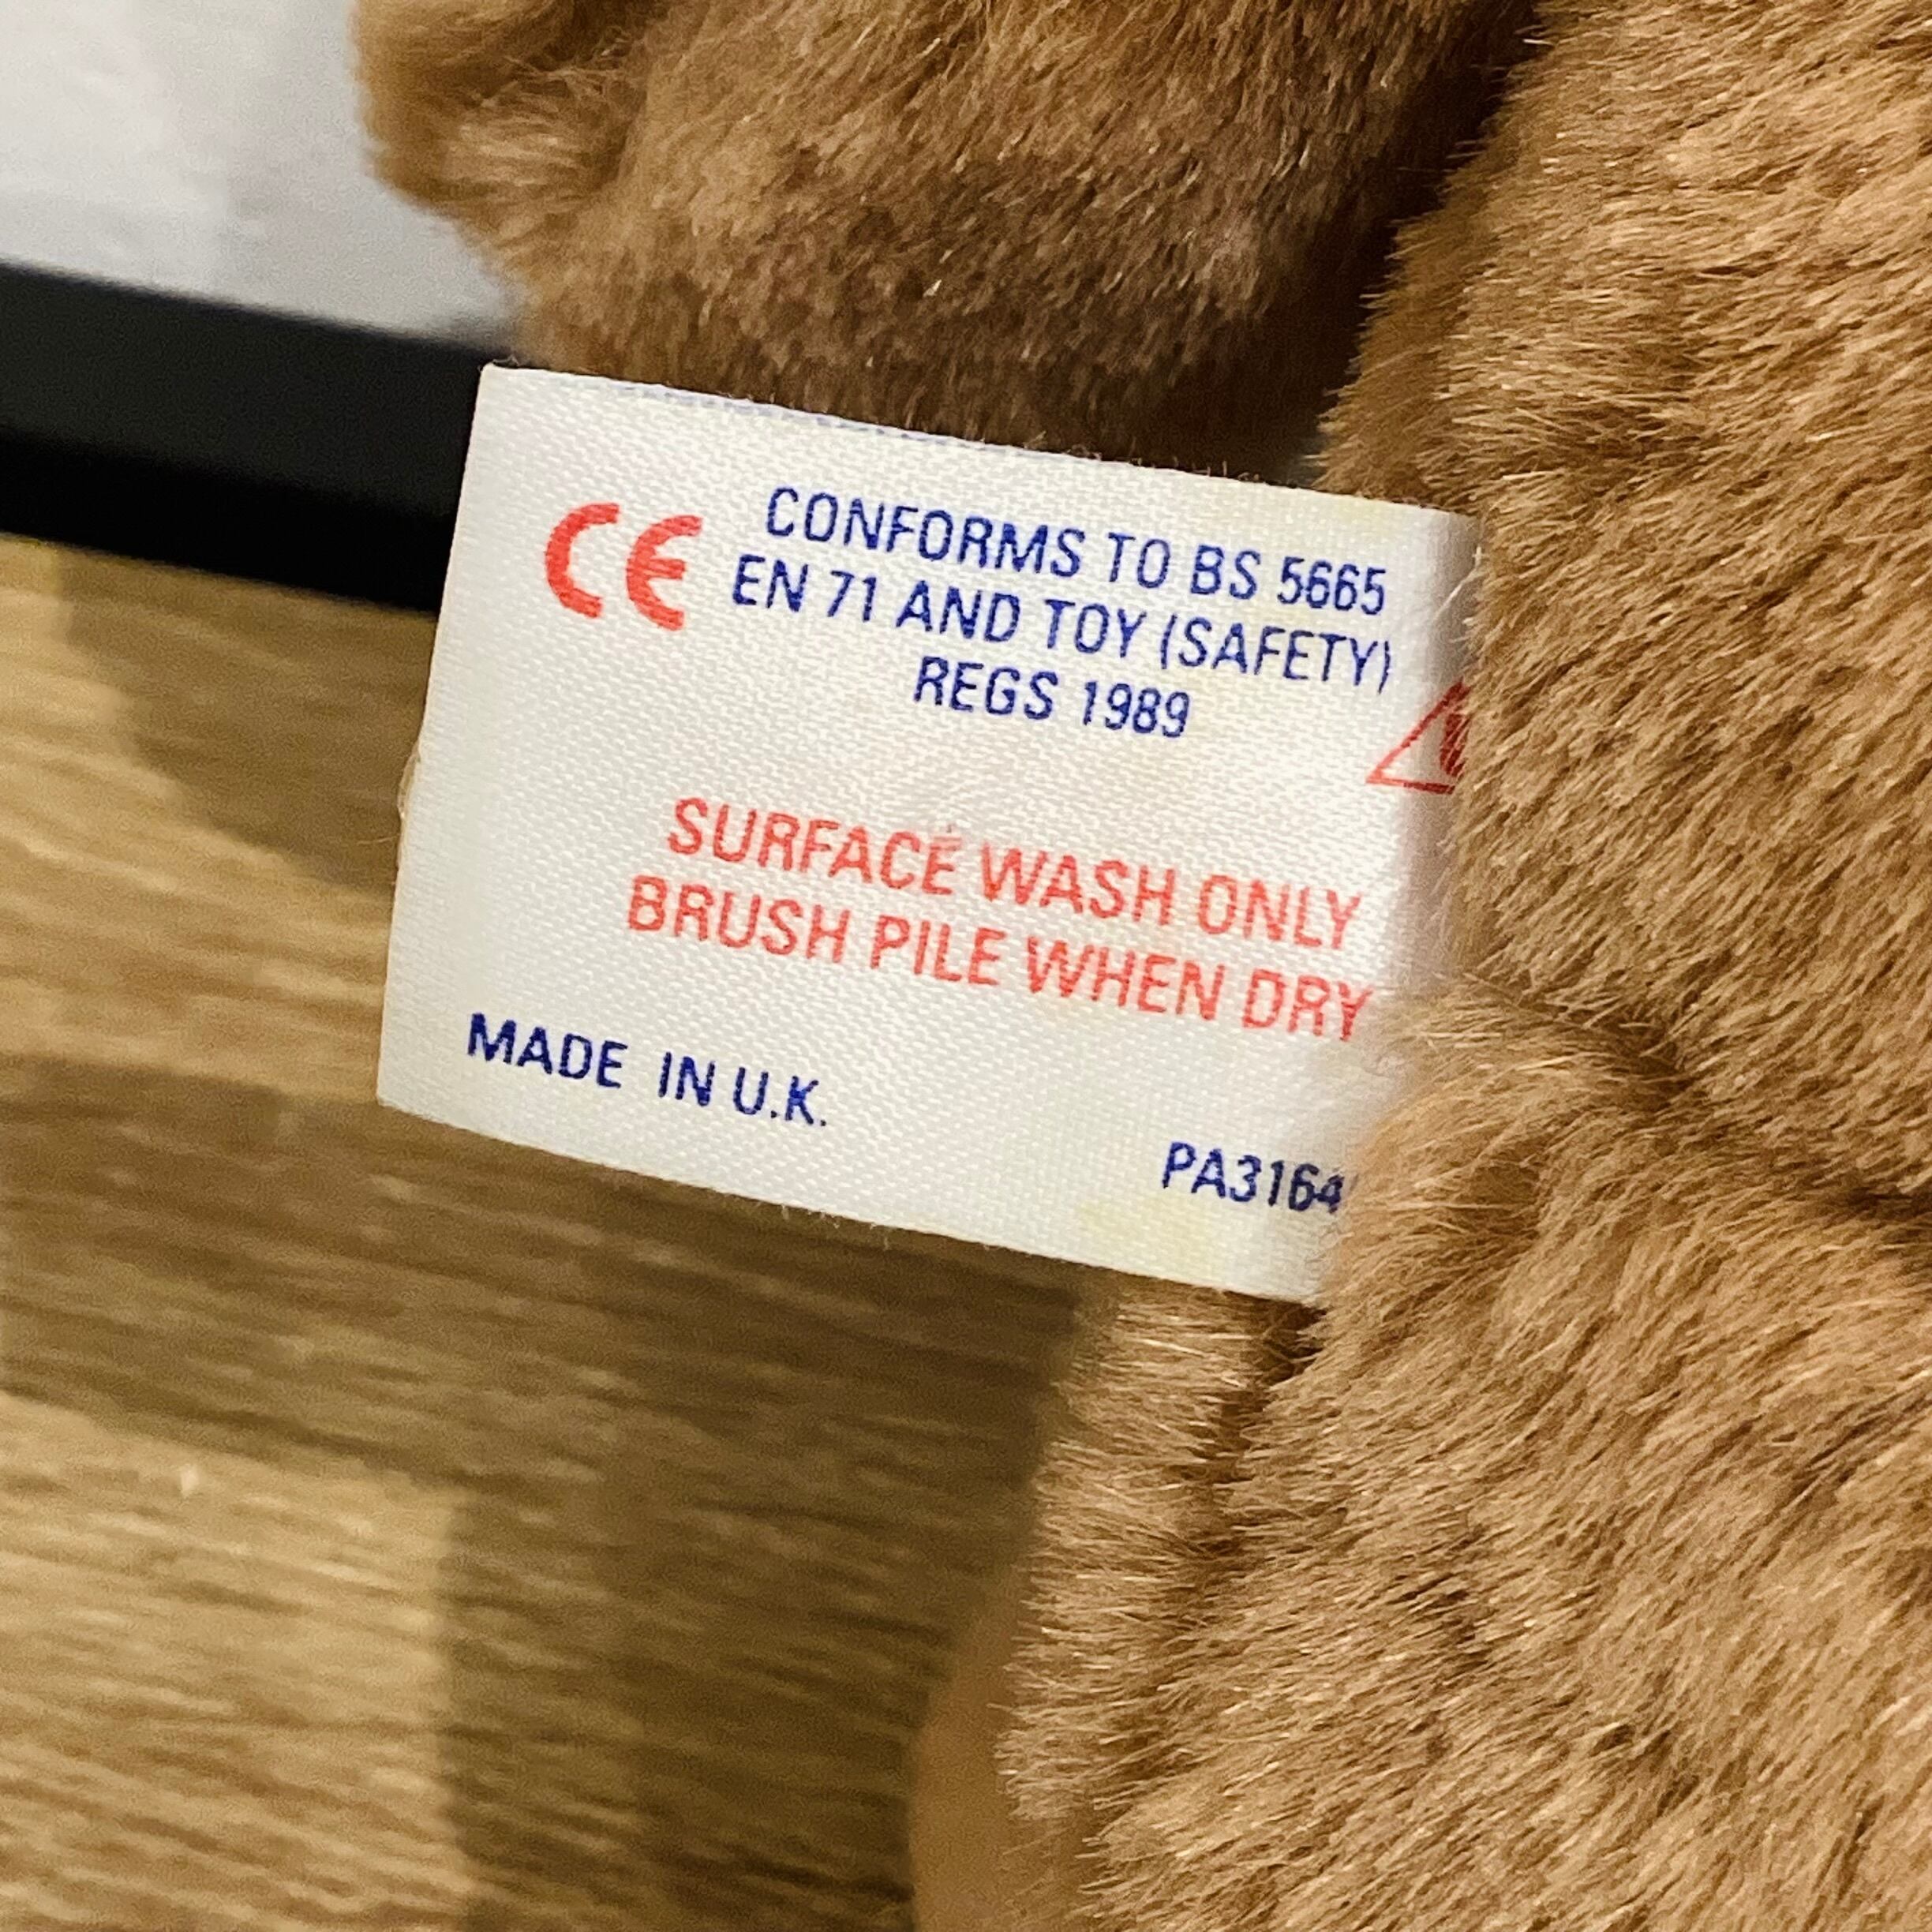 CE CONFORMS TO BS 5665
EN 71 AND TOY (SAFETY)
REGS 1989
SURFACE WASH ONLY
BRUSH PILE WHEN DRY
MADE IN U.K.
PA3164